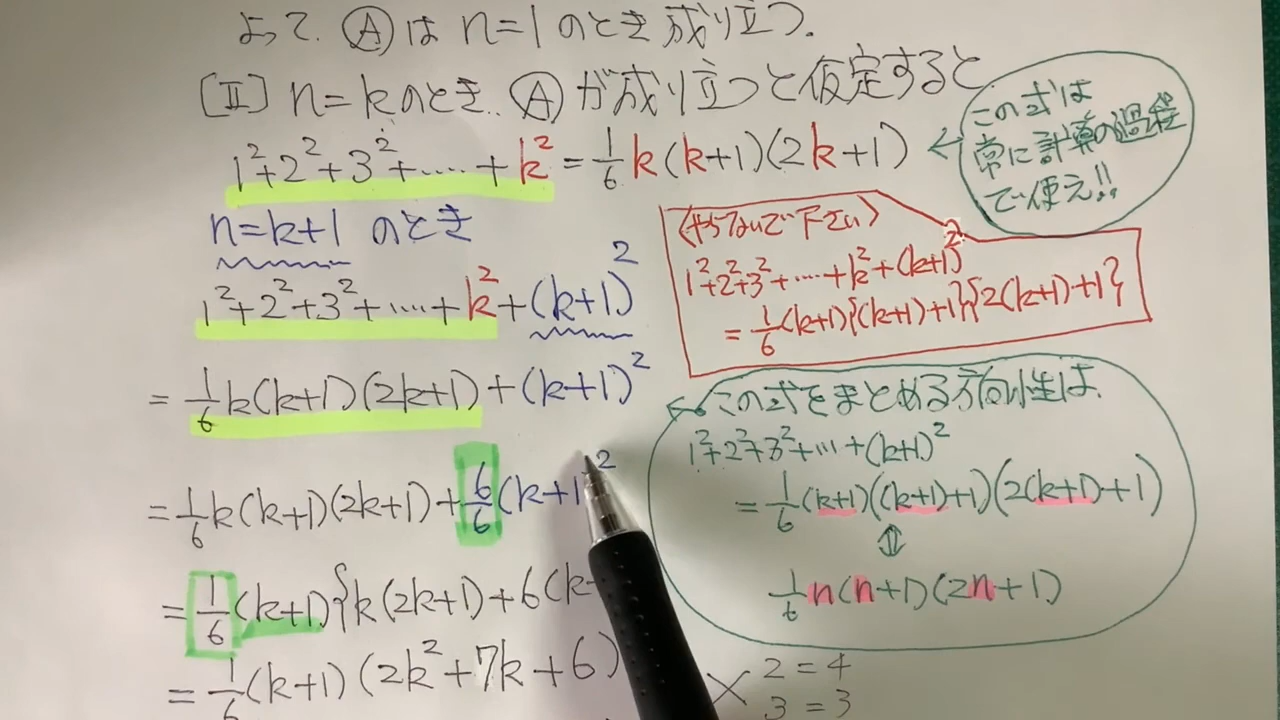 よって. Ⓐは n=1のとき成り立つ.
[Ⅱ] n=kのとき. Ⓐが成り立つと仮定すると
1²+2²+3²+‥‥+k²=1/6k(k+1)(2k+1)
この式は
常に計算の過程
で使え!!
n=k+1 のとき
1²+2²+3²+‥‥+k²+(k+1)²
=1/6k(k+1)(2k+1)+(k+1)²
=1/6k(k+1)(2k+1)+6/6(k+1)²
=1/6(k+1){k(2k+1)+6(k
=1/6(k+1)(2k²+7k+6)
〈やらないで下さい〉
1²+2²+3²+‥‥+k²+(k+1)²
=1/6(k+1){(k+1)+1}{2(k+1)+1}
この式をまとめる方向性は、
1²+2²+3²+…+(k+1)²
=1/6(k+1)((k+1)+1)(2(k+1)+1)
⇕
1/6n(n+1)(2n+1)
2=4
3=3